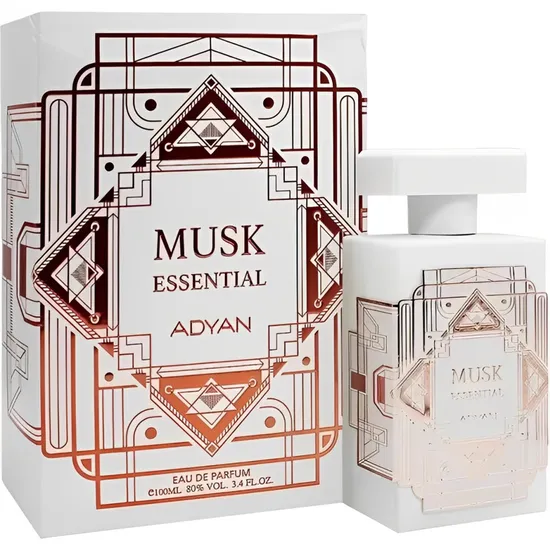 MUSK
ESSENTIAL
ADYAN
EAU DE PARFUM
℮100ML 80% VOL. 3.4 FL.OZ.
MUSK
ESSENTIAL
ADYAN